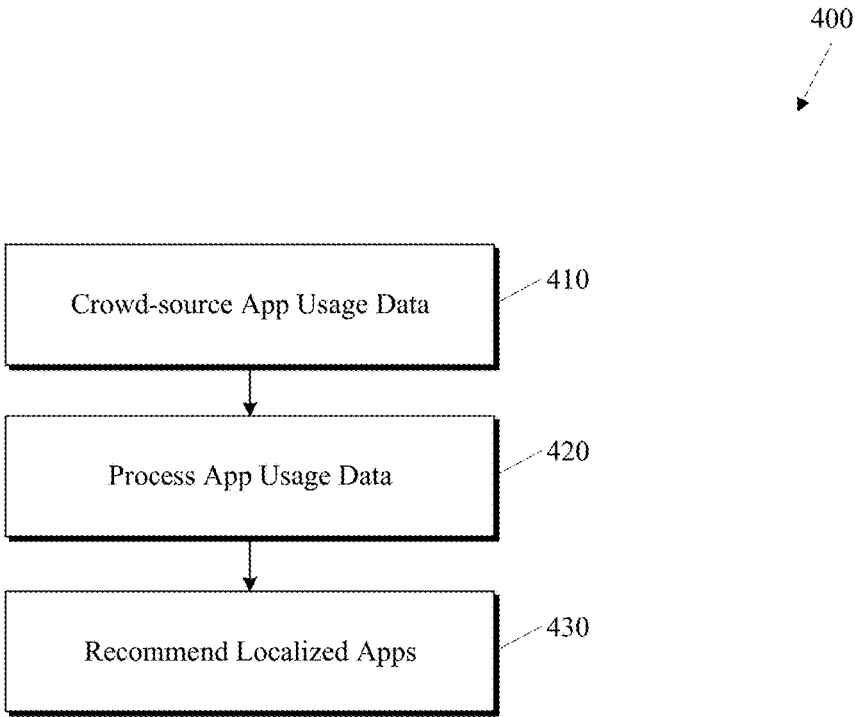 400
Crowd-source App Usage Data
410
Process App Usage Data
420
Recommend Localized Apps
430